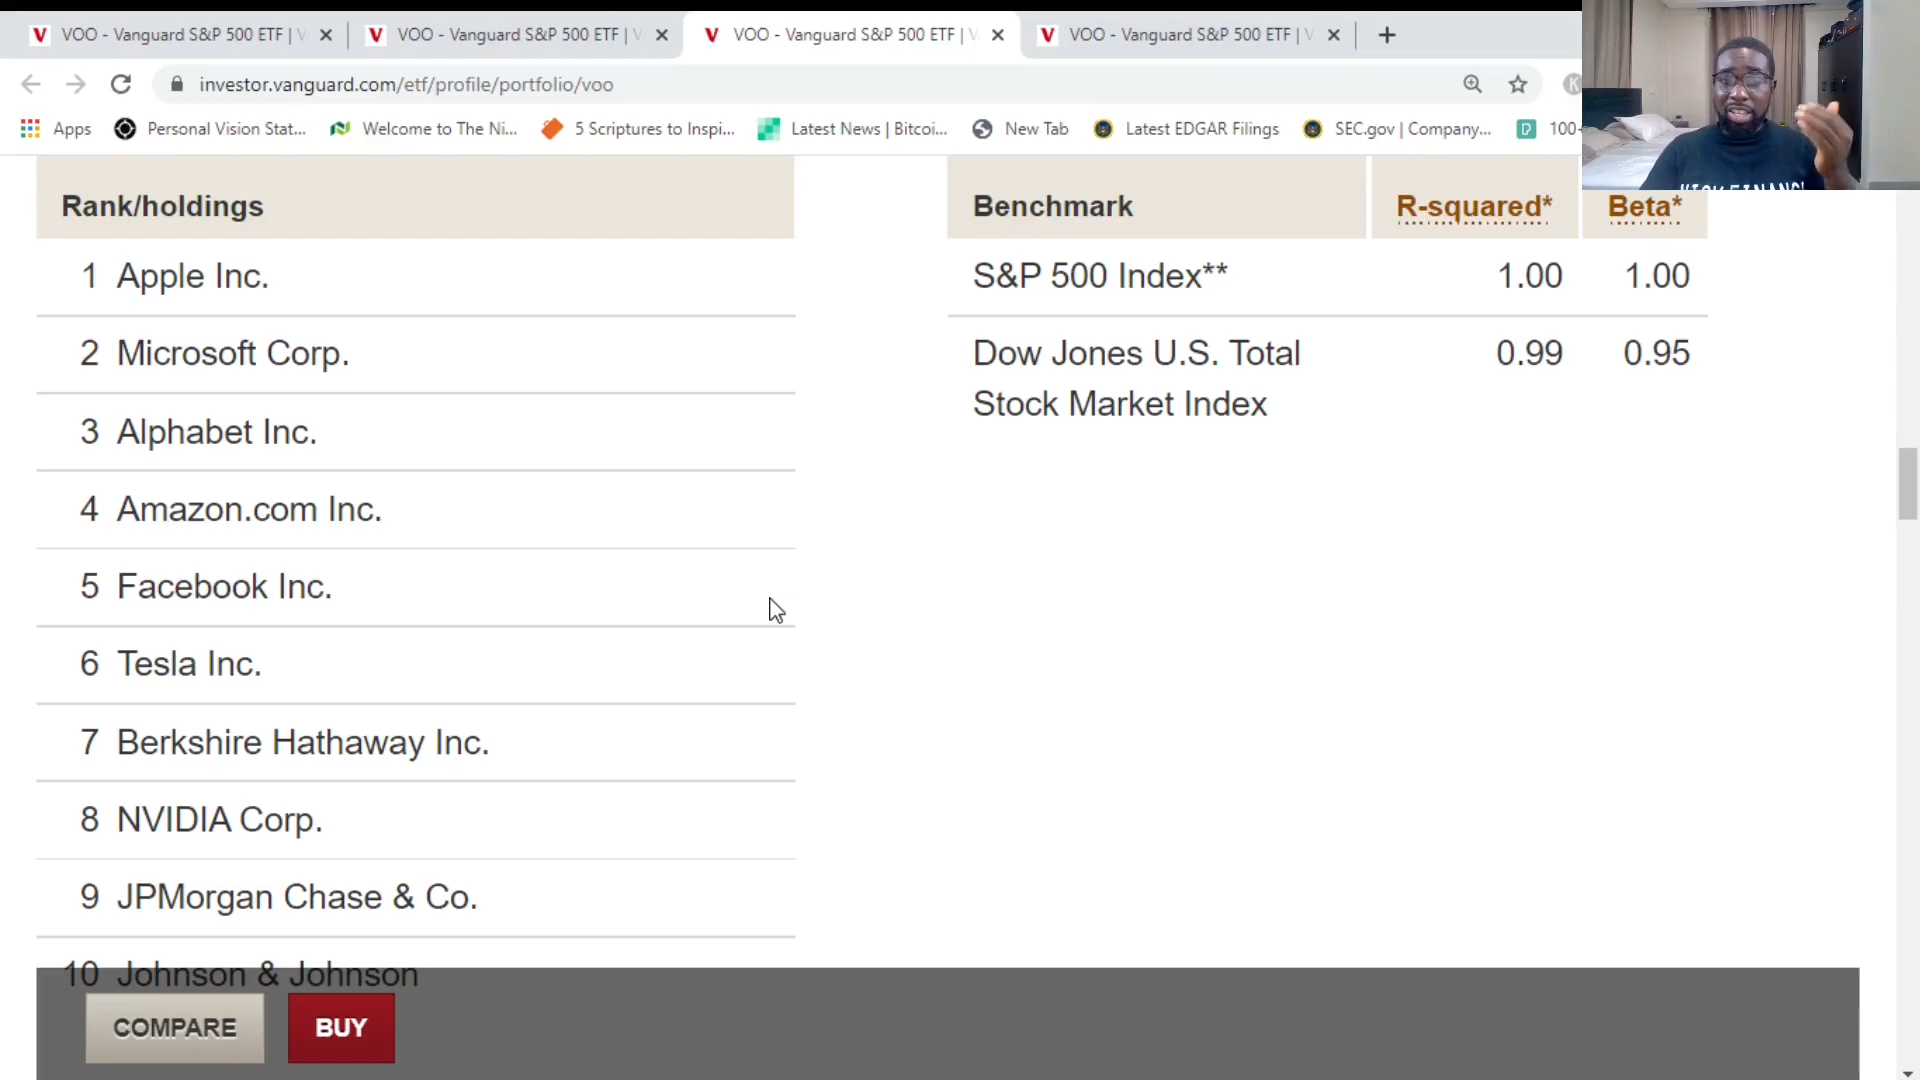 VOO - Vanguard S&P 500 ETF | V
VOO - Vanguard S&P 500 ETF | V
VOO - Vanguard S&P 500 ETF | V
VOO - Vanguard S&P 500 ETF | V
investor.vanguard.com/etf/profile/portfolio/voo
K
Apps
Personal Vision Stat...
Welcome to The Ni...
5 Scriptures to Inspi...
Latest News | Bitcoi...
New Tab
Latest EDGAR Filings
SEC.gov | Company...
100-
Rank/holdings
1 Apple Inc.
2 Microsoft Corp.
3 Alphabet Inc.
4 Amazon.com Inc.
5 Facebook Inc.
6 Tesla Inc.
7 Berkshire Hathaway Inc.
8 NVIDIA Corp.
9 JPMorgan Chase & Co.
10 Johnson & Johnson
Benchmark R-squared* Beta*
S&P 500 Index** 1.00 1.00
Dow Jones U.S. Total 0.99 0.95
Stock Market Index
COMPARE
BUY